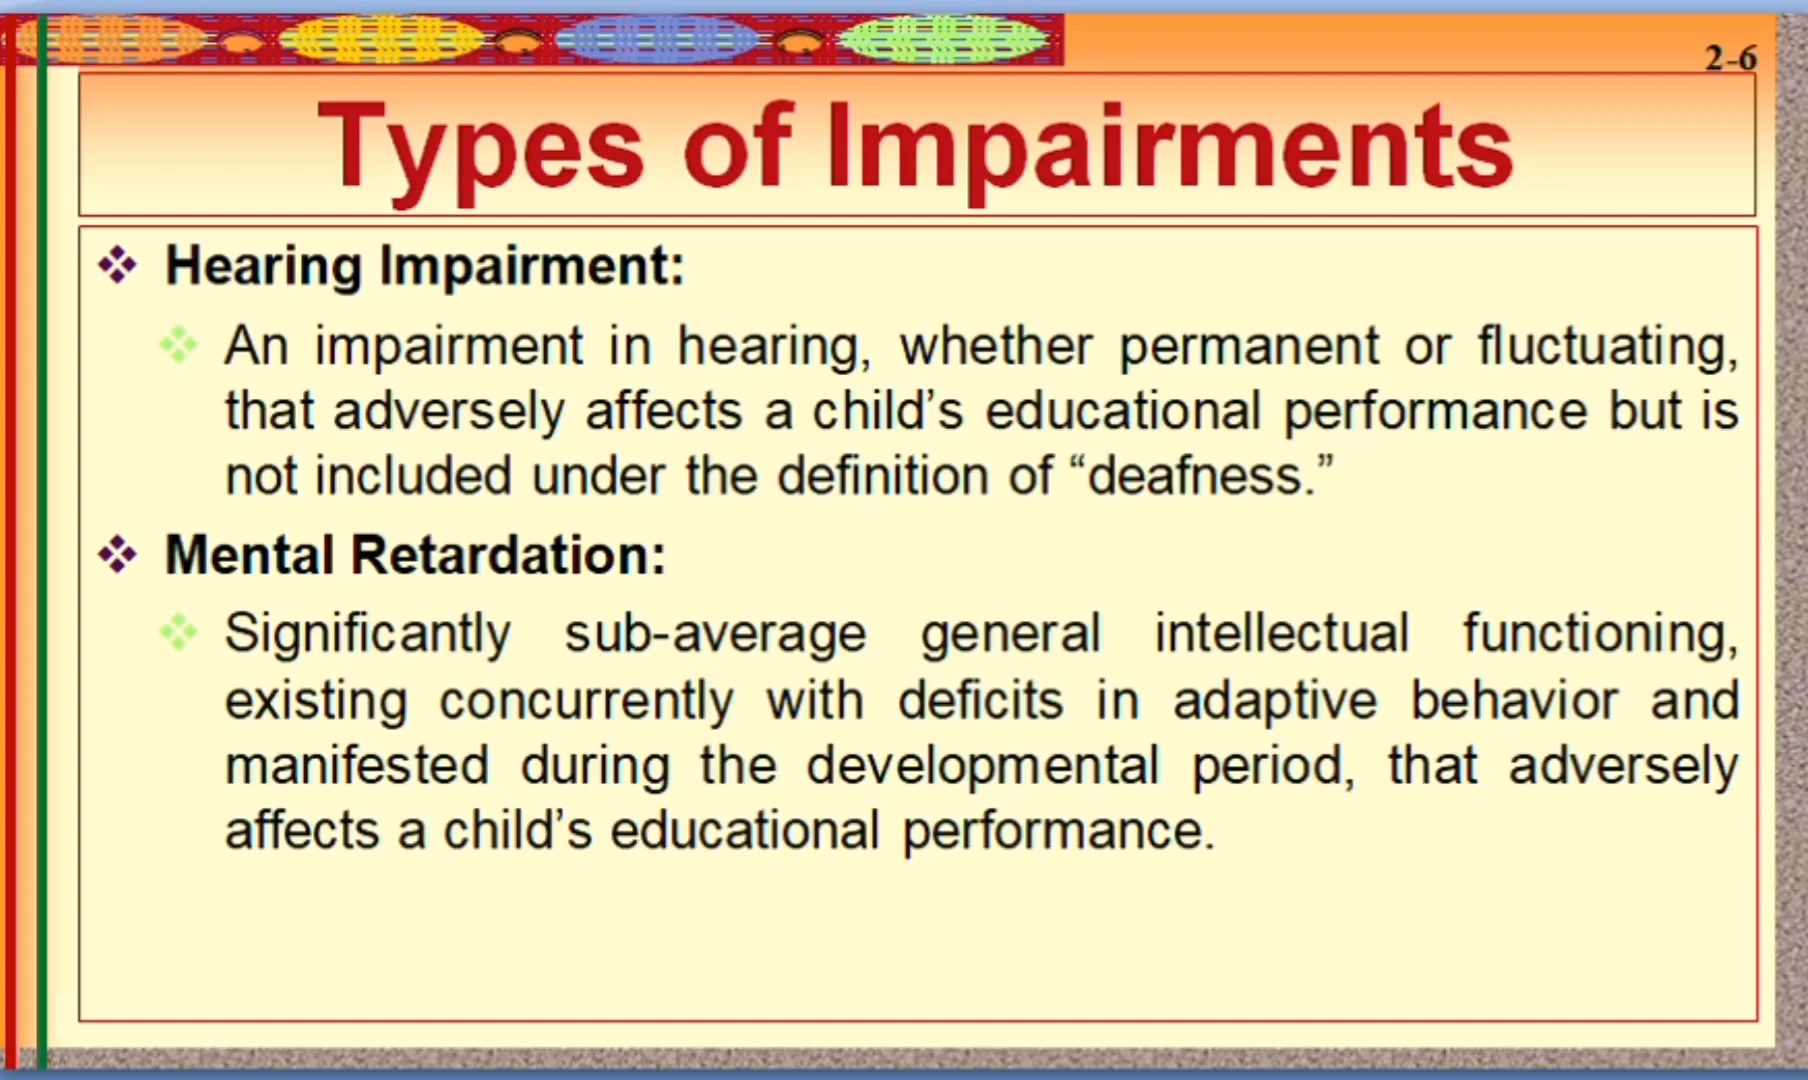 2-6
Types of Impairments
Hearing Impairment:
An impairment in hearing, whether permanent or fluctuating,
that adversely affects a child’s educational performance but is
not included under the definition of “deafness.”
Mental Retardation:
Significantly sub-average general intellectual functioning,
existing concurrently with deficits in adaptive behavior and
manifested during the developmental period, that adversely
affects a child’s educational performance.